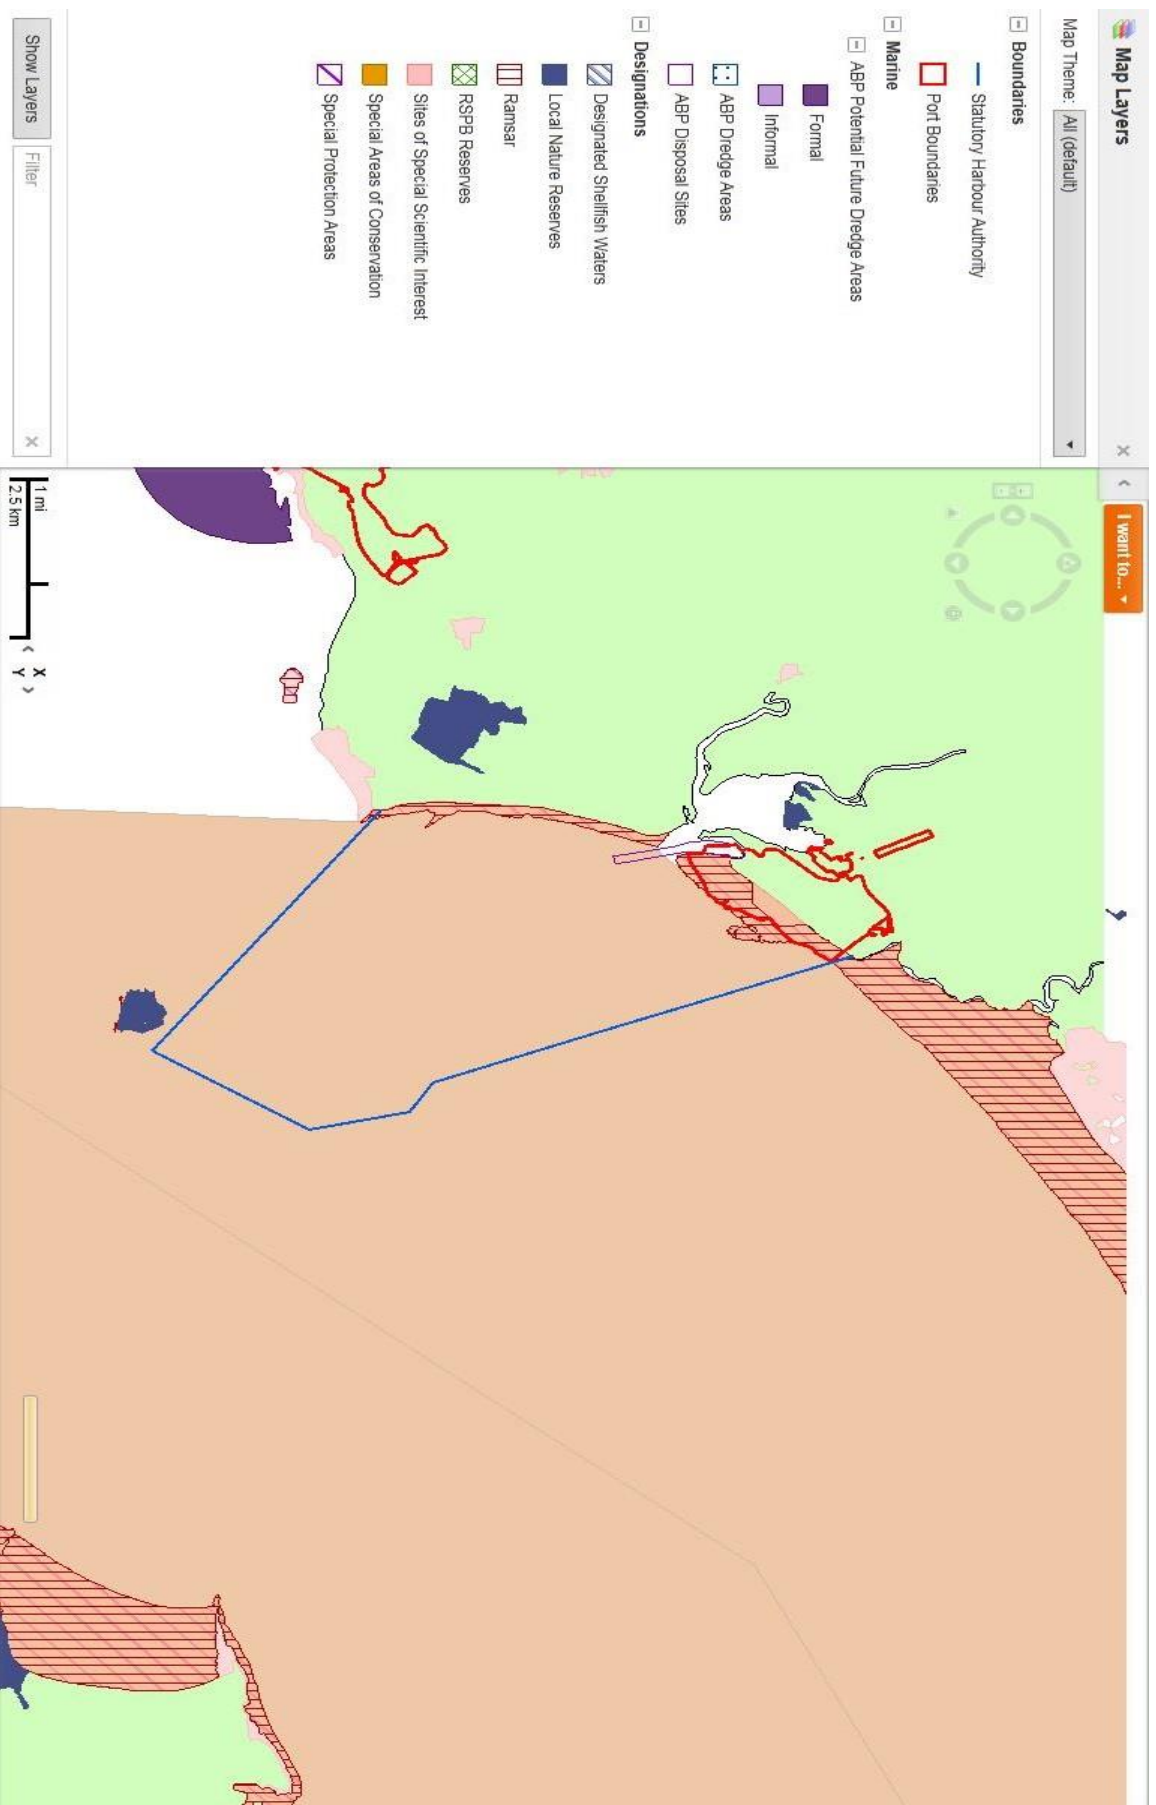 Map Layers
Map Theme: All (default)
Boundaries
Statutory Harbour Authority
Port Boundaries
Marine
ABP Potential Future Dredge Areas
Formal
Informal
ABP Dredge Areas
ABP Disposal Sites
Designations
Designated Shellfish Waters
Local Nature Reserves
Ramsar
RSPB Reserves
Sites of Special Scientific Interest
Special Areas of Conservation
Special Protection Areas
Show Layers
Filter
I want to...
1 mi
2.5 km
X
Y